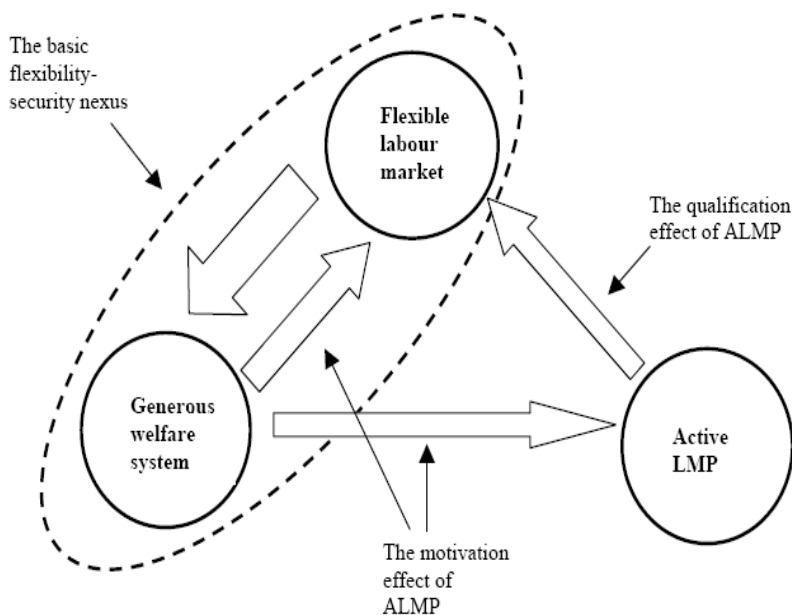 The basic
flexibility-
security nexus
Flexible
labour
market
The qualification
effect of ALMP
Generous
welfare
system
Active
LMP
The motivation
effect of
ALMP